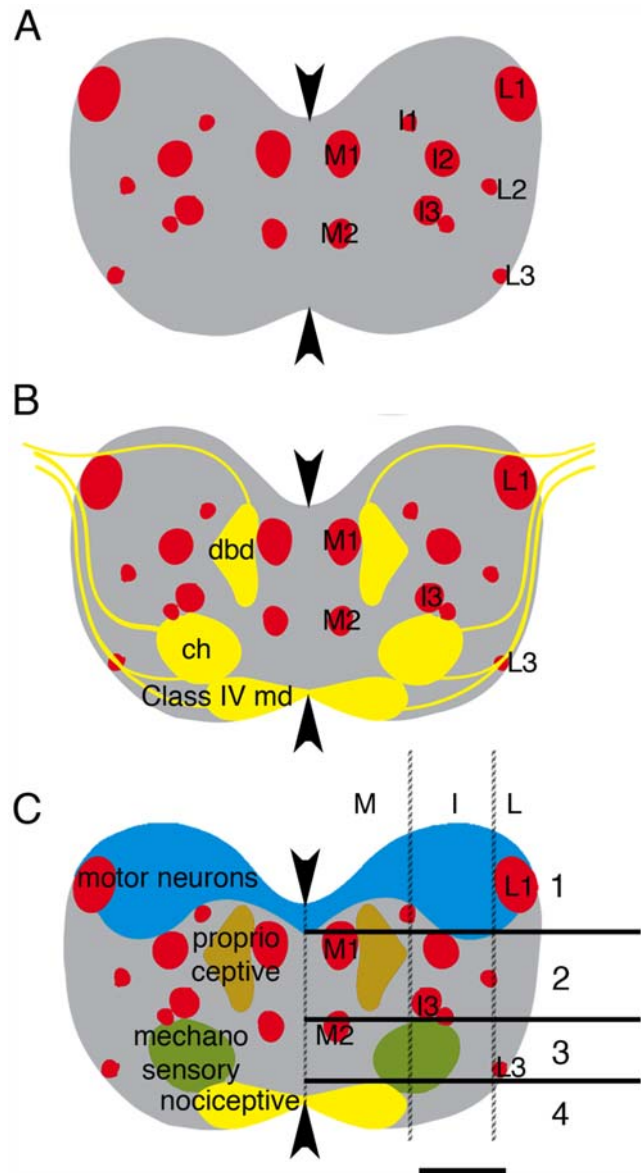 A
L1
I1
M1
I2
L2
I3
M2
L3
B
L1
dbd
M1
I3
M2
ch
L3
Class IV md
C
M I L
motor neurons
L1
1
proprio
ceptive
M1
2
I3
mechano
M2
sensory
3
L3
nociceptive
4